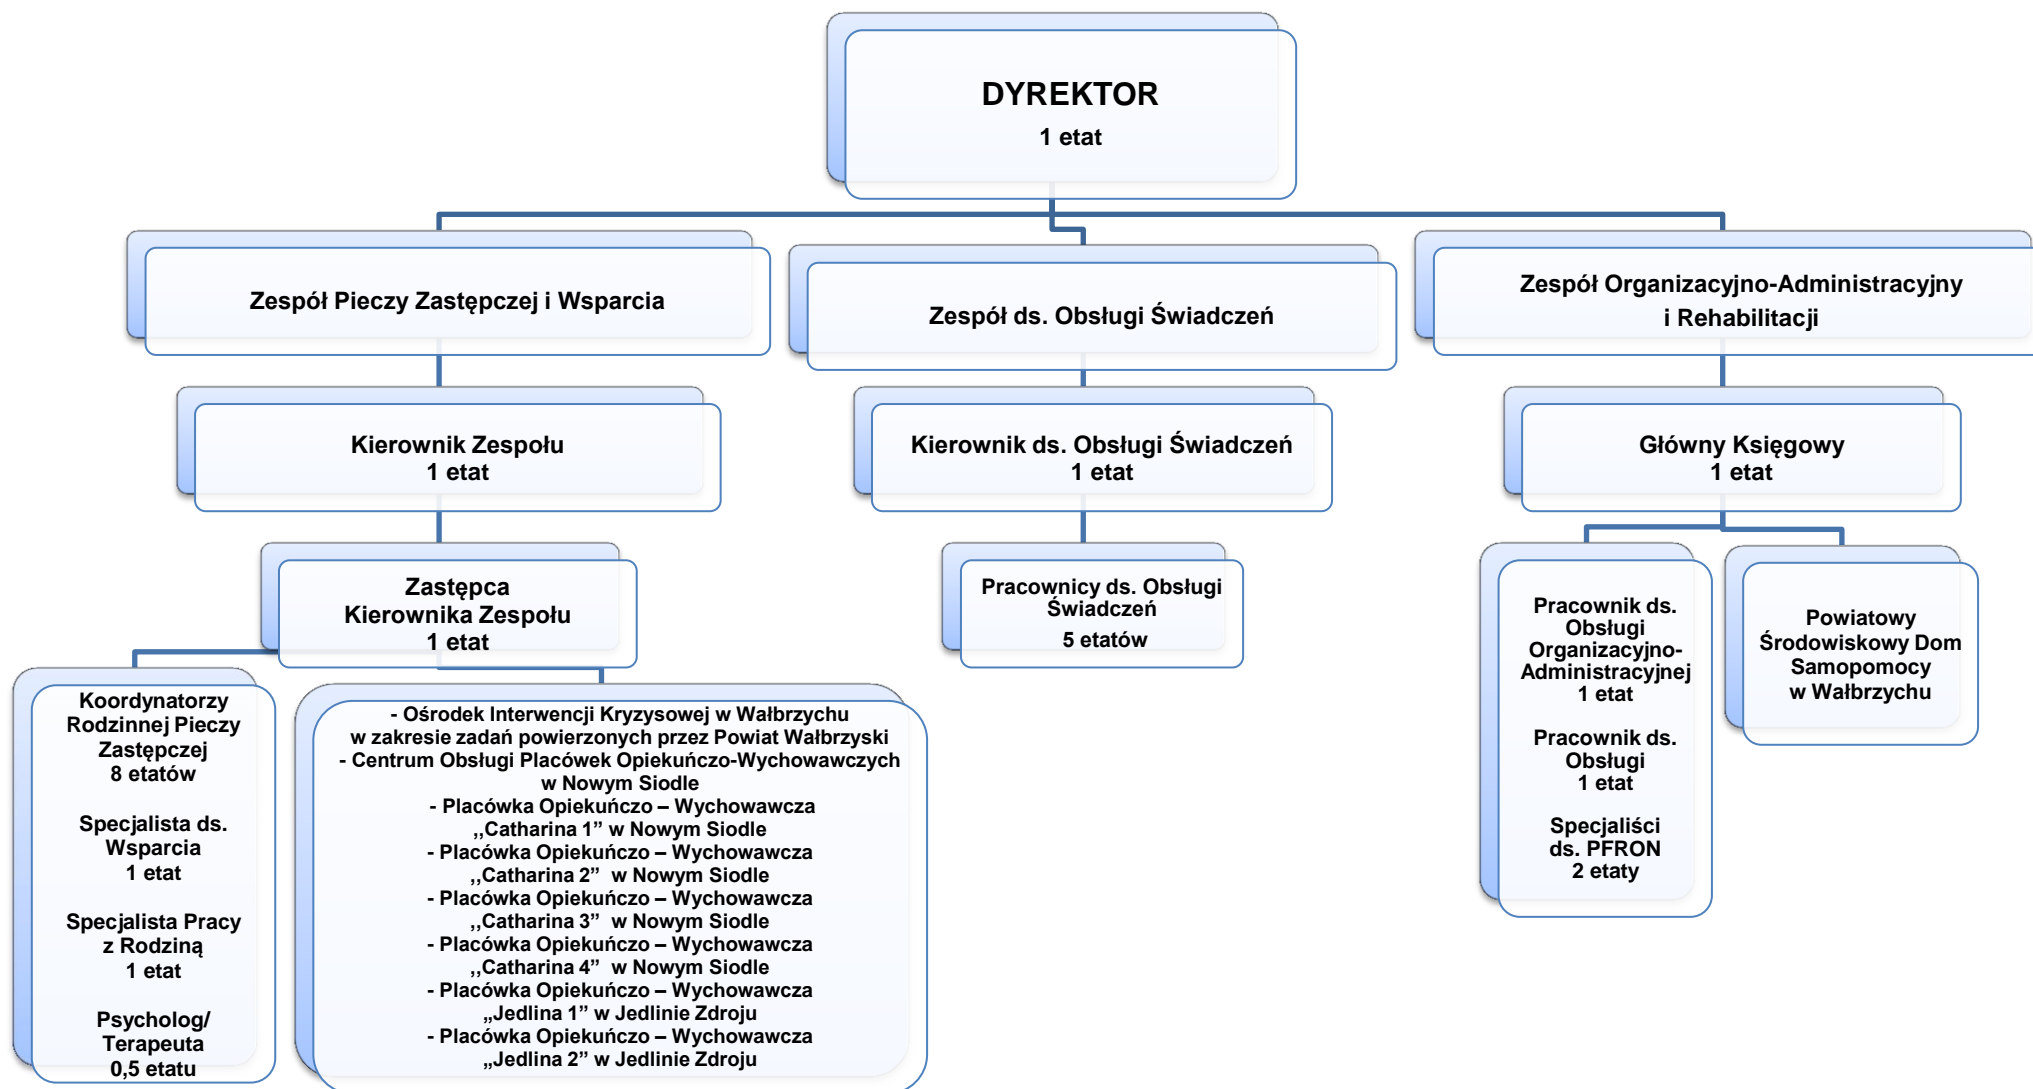 DYREKTOR
1 etat
Zespół Pieczy Zastępczej i Wsparcia
Zespół ds. Obsługi Świadczeń
Zespół Organizacyjno-Administracyjny
i Rehabilitacji
Kierownik Zespołu
1 etat
Kierownik ds. Obsługi Świadczeń
1 etat
Główny Księgowy
1 etat
Zastępca
Kierownika Zespołu
1 etat
Pracownicy ds. Obsługi
Świadczeń
5 etatów
Koordynatorzy
Rodzinnej Pieczy
Zastępczej
8 etatów
Specjalista ds.
Wsparcia
1 etat
Specjalista Pracy
z Rodziną
1 etat
Psycholog/
Terapeuta
0,5 etatu
- Ośrodek Interwencji Kryzysowej w Wałbrzychu
w zakresie zadań powierzonych przez Powiat Wałbrzyski
- Centrum Obsługi Placówek Opiekuńczo-Wychowawczych
w Nowym Siodle
- Placówka Opiekuńczo – Wychowawcza
,,Catharina 1” w Nowym Siodle
- Placówka Opiekuńczo – Wychowawcza
,,Catharina 2”  w Nowym Siodle
- Placówka Opiekuńczo – Wychowawcza
,,Catharina 3”  w Nowym Siodle
- Placówka Opiekuńczo – Wychowawcza
,,Catharina 4”  w Nowym Siodle
- Placówka Opiekuńczo – Wychowawcza
„Jedlina 1” w Jedlinie Zdroju
- Placówka Opiekuńczo – Wychowawcza
„Jedlina 2” w Jedlinie Zdroju
Pracownik ds.
Obsługi
Organizacyjno-
Administracyjnej
1 etat
Pracownik ds.
Obsługi
1 etat
Specjaliści
ds. PFRON
2 etaty
Powiatowy
Środowiskowy Dom
Samopomocy
w Wałbrzychu